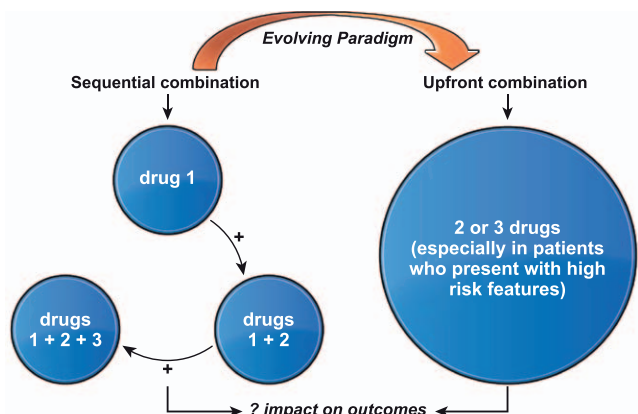 Evolving Paradigm
Sequential combination
Upfront combination
drug 1
+
2 or 3 drugs
(especially in patients
who present with high
risk features)
drugs
1 + 2
drugs
1 + 2 + 3
+
? impact on outcomes